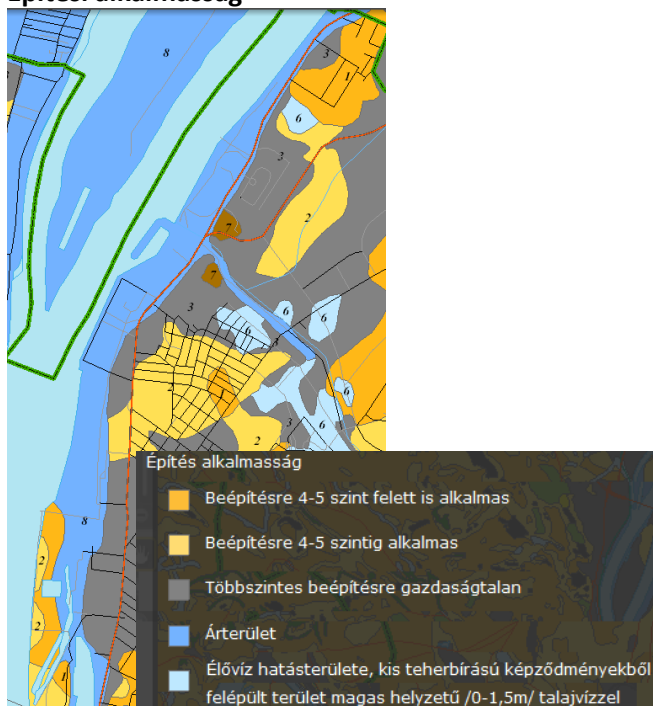 Építési alkalmasság
8
3
1
6
3
2
7
7
3
6
6
6
3
2
1
6
3
6
2
8
2
2
1
Építés alkalmasság
Beépítésre 4-5 szint felett is alkalmas
Beépítésre 4-5 szintig alkalmas
Többszintes beépítésre gazdaságtalan
Árterület
Élővíz hatásterülete, kis teherbírású képződményekből
felépült terület magas helyzetű /0-1,5m/ talajvízzel